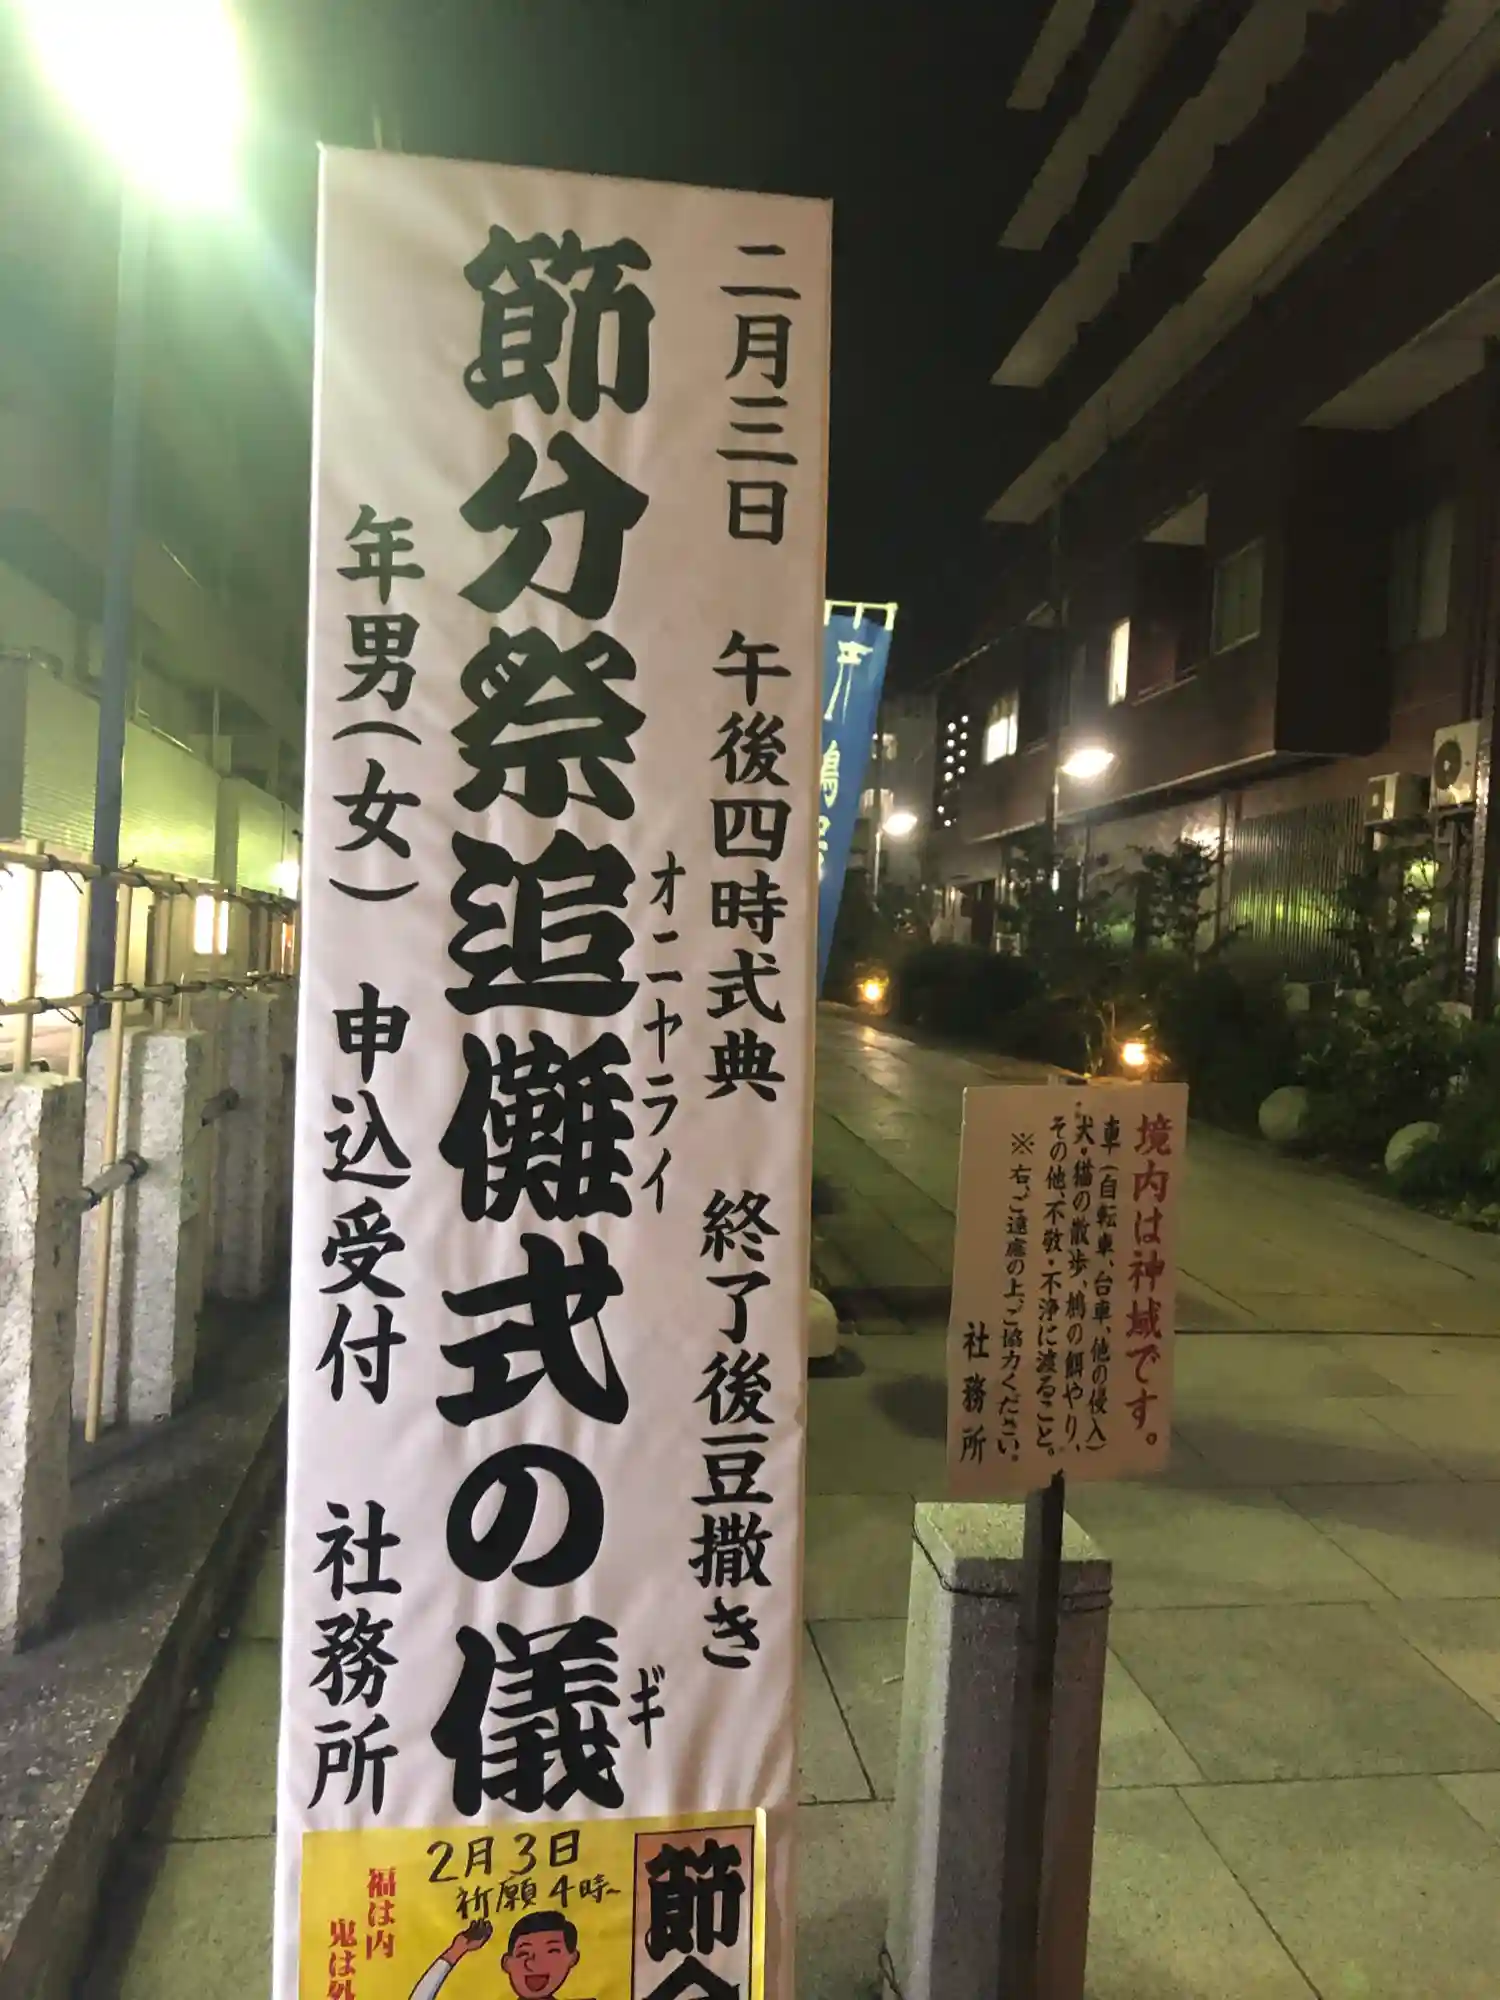 二月三日 午後四時式典 終了後豆撒き
節分祭追儺式の儀
オニヤライ
ギ
年男(女) 申込受付 社務所
2月3日
祈願4時~
福は内
鬼は外
節分
境内は神域です。
車(自転車、台車、他の侵入)
犬・猫の散歩、鳩の餌やり、
その他、不敬・不浄に渡ること。
※右、ご遠慮の上、ご協力ください。
社務所